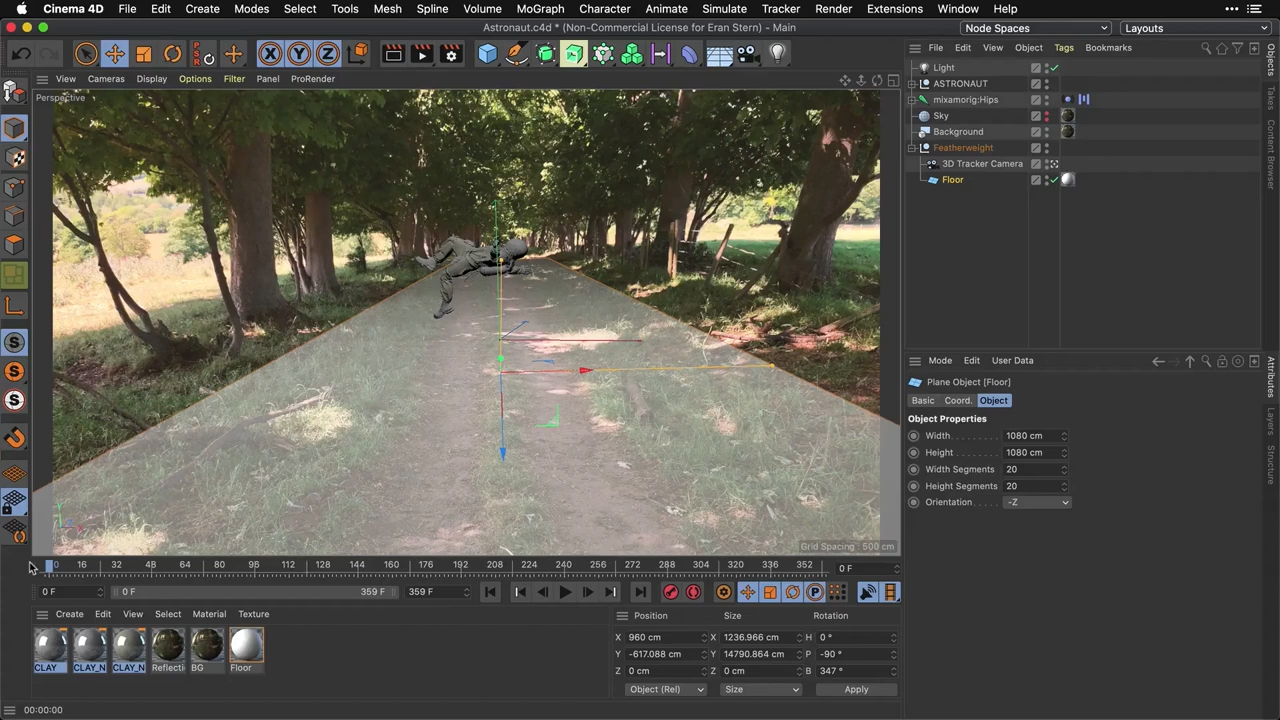 Cinema 4D File Edit Create Modes Select Tools Mesh Spline Volume MoGraph Character Animate Simulate Tracker Render Extensions Window Help
Astronaut.c4d * (Non-Commercial License for Eran Stern) - Main
Node Spaces Layouts
PSR X Y Z
View Cameras Display Options Filter Panel ProRender
Perspective
File Edit View Object Tags Bookmarks
Light
ASTRONAUT
mixamorig:Hips
Sky
Background
Featherweight
3D Tracker Camera
Floor
Objects
Takes
Content Browser
Mode Edit User Data
Plane Object [Floor]
Basic Coord. Object
Object Properties
Width 1080 cm
Height 1080 cm
Width Segments 20
Height Segments 20
Orientation -Z
Attributes
Layers
Structure
S
S
S
Y
Grid Spacing : 500 cm
0 16 32 48 64 80 96 112 128 144 160 176 192 208 224 240 256 272 288 304 320 336 352 0 F
0 F 0 F 359 F 359 F P
Create Edit View Select Material Texture
CLAY CLAY_N CLAY_N Reflecti BG Floor
Position Size Rotation
X 960 cm X 1236.966 cm H 0 °
Y -617.088 cm Y 14790.864 cm P -90 °
Z 0 cm Z 0 cm B 347 °
Object (Rel) Size Apply
00:00:00